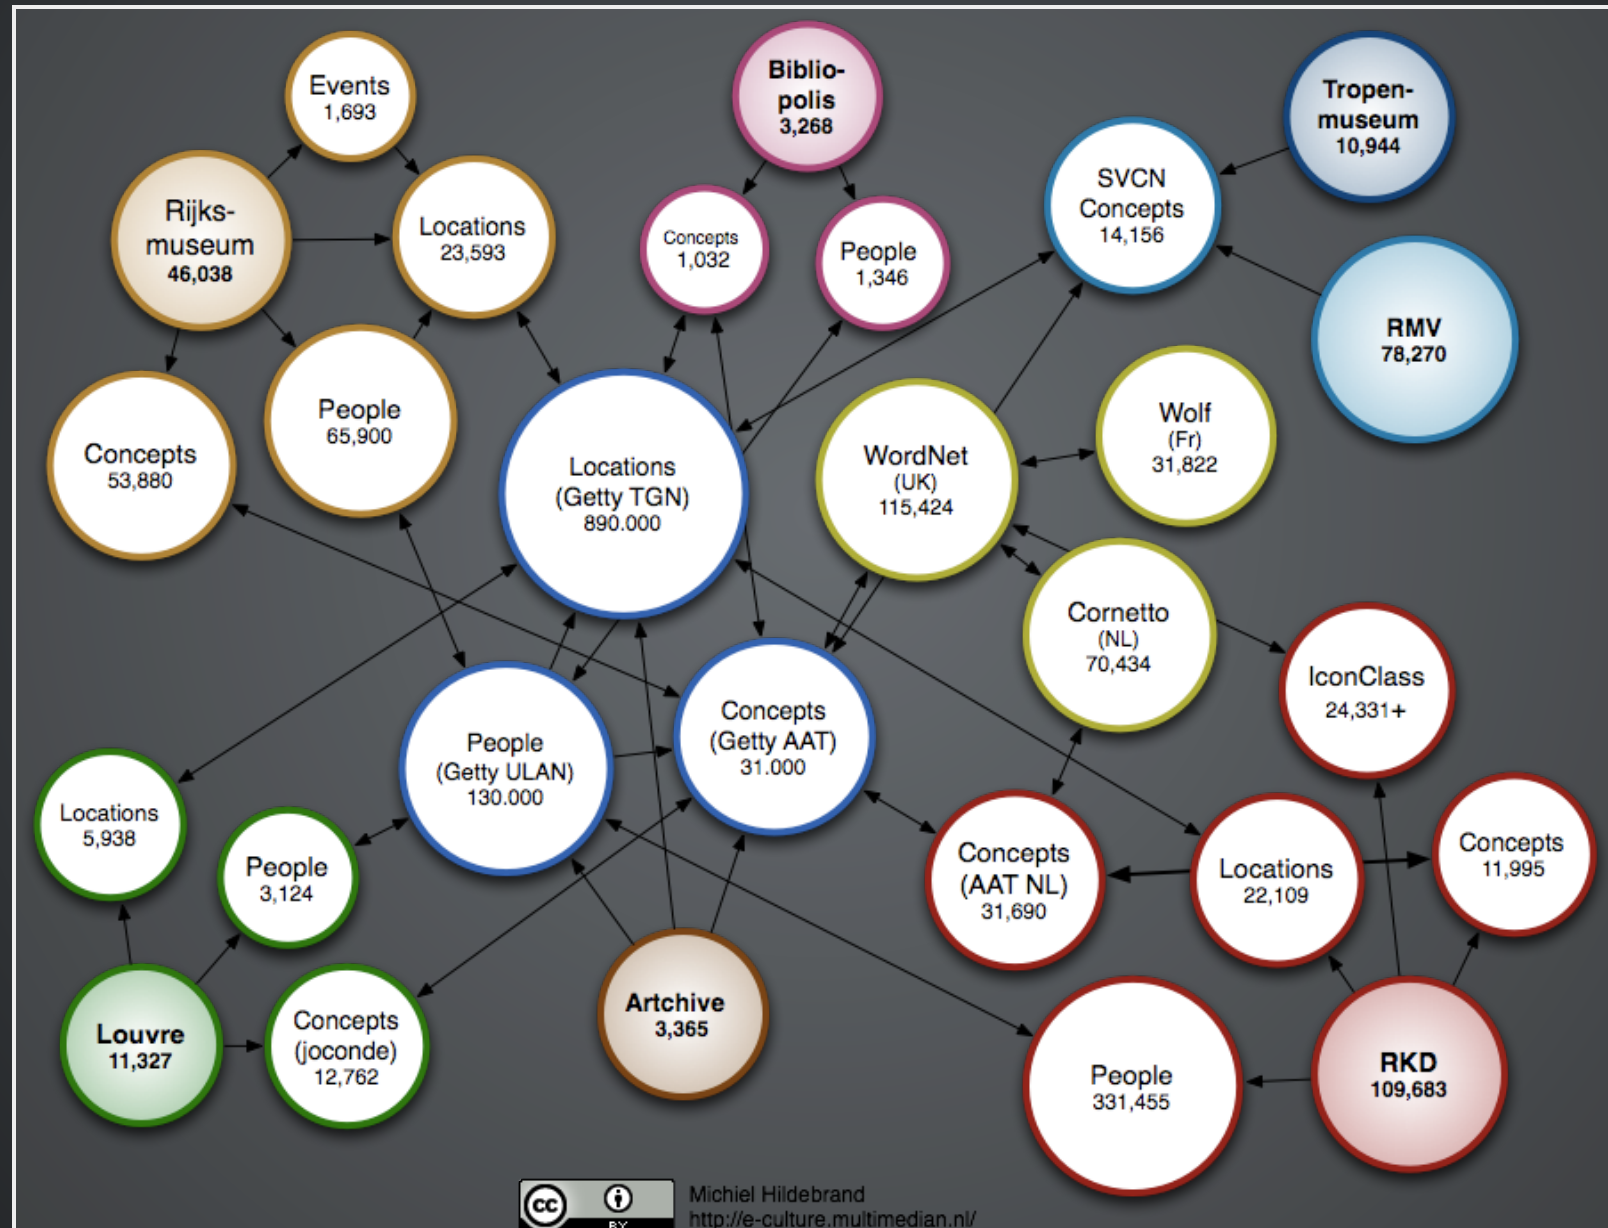 Events
1,693
Biblio-
polis
3,268
Tropen-
museum
10,944
Rijks-
museum
46,038
Locations
23,593
Concepts
1,032
People
1,346
SVCN
Concepts
14,156
RMV
78,270
Concepts
53,880
People
65,900
Locations
(Getty TGN)
890.000
WordNet
(UK)
115,424
Wolf
(Fr)
31,822
Cornetto
(NL)
70,434
IconClass
24,331+
People
(Getty ULAN)
130.000
Concepts
(Getty AAT)
31.000
Locations
5,938
People
3,124
Concepts
(AAT NL)
31,690
Locations
22,109
Concepts
11,995
Louvre
11,327
Concepts
(joconde)
12,762
Artchive
3,365
People
331,455
RKD
109,683
cc
BY
Michiel Hildebrand
http://e-culture.multimedian.nl/